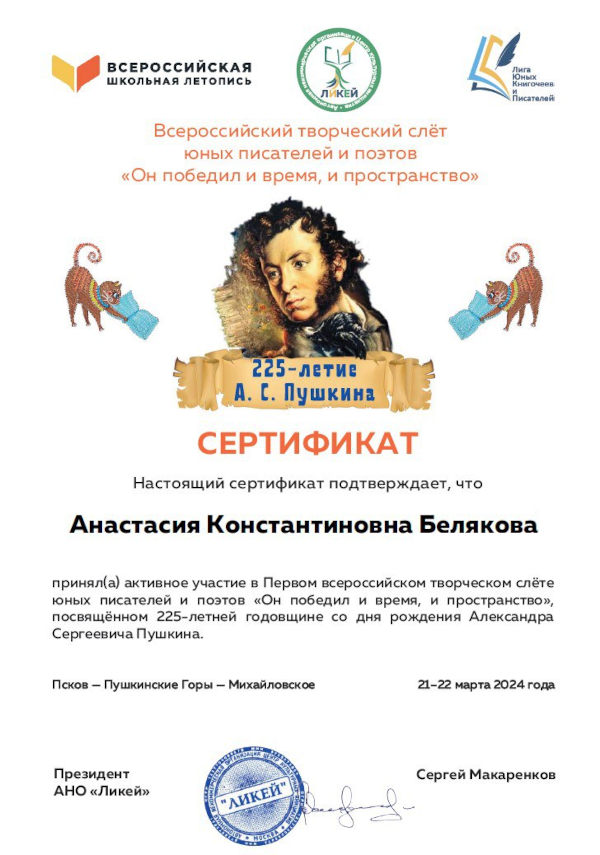 ВСЕРОССИЙСКАЯ
ШКОЛЬНАЯ ЛЕТОПИСЬ
ЛИКЕЙ
Лига
Юных
Книгочеев
и
Писателей
Всероссийский творческий слёт
юных писателей и поэтов
«Он победил и время, и пространство»
225-летие
А. С. Пушкина
СЕРТИФИКАТ
Настоящий сертификат подтверждает, что
Анастасия Константиновна Белякова
принял(а) активное участие в Первом всероссийском творческом слёте
юных писателей и поэтов «Он победил и время, и пространство»,
посвящённом 225-летней годовщине со дня рождения Александра
Сергеевича Пушкина.
Псков — Пушкинские Горы — Михайловское
21–22 марта 2024 года
Президент
АНО «Ликей»
"ЛИКЕЙ"
МОСКВА
Сергей Макаренков